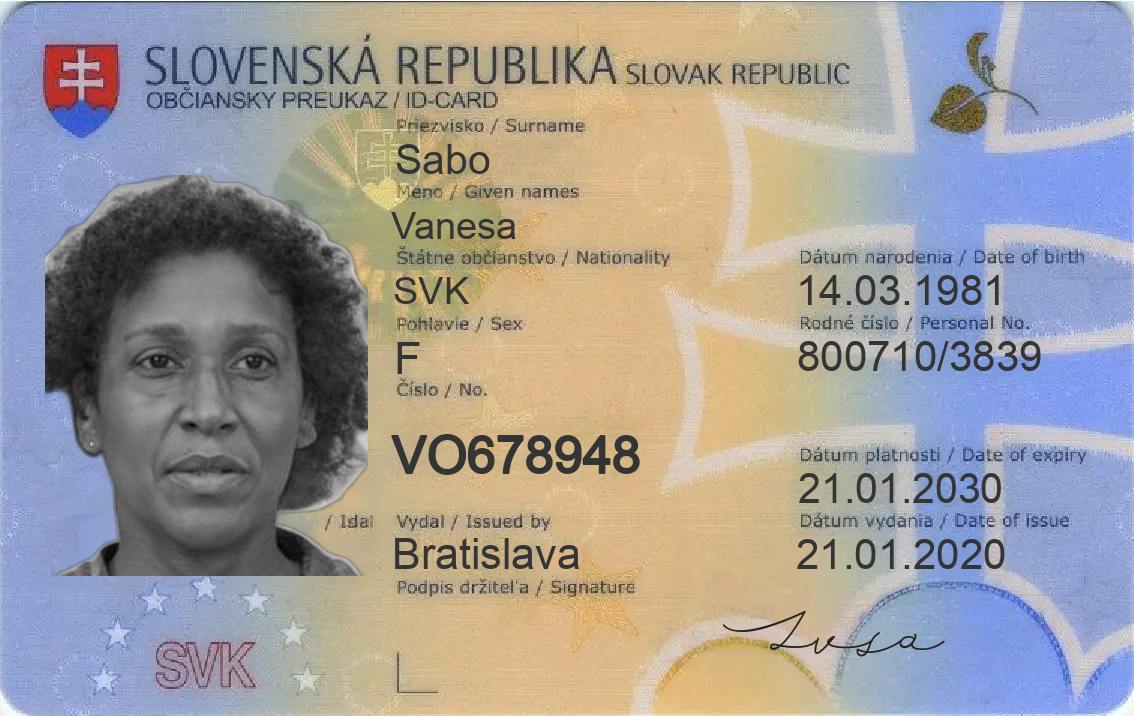 SLOVENSKÁ REPUBLIKA SLOVAK REPUBLIC
OBČIANSKY PREUKAZ / ID-CARD
Priezvisko / Surname
Sabo
Meno / Given names
Vanesa
Štátne občianstvo / Nationality
SVK
Dátum narodenia / Date of birth
14.03.1981
Pohlavie / Sex
F
Rodné číslo / Personal No.
800710/3839
Číslo / No.
VO678948
Dátum platnosti / Date of expiry
21.01.2030
/ Idal Vydal / Issued by
Bratislava
Dátum vydania / Date of issue
21.01.2020
Podpis držiteľa / Signature
SVK